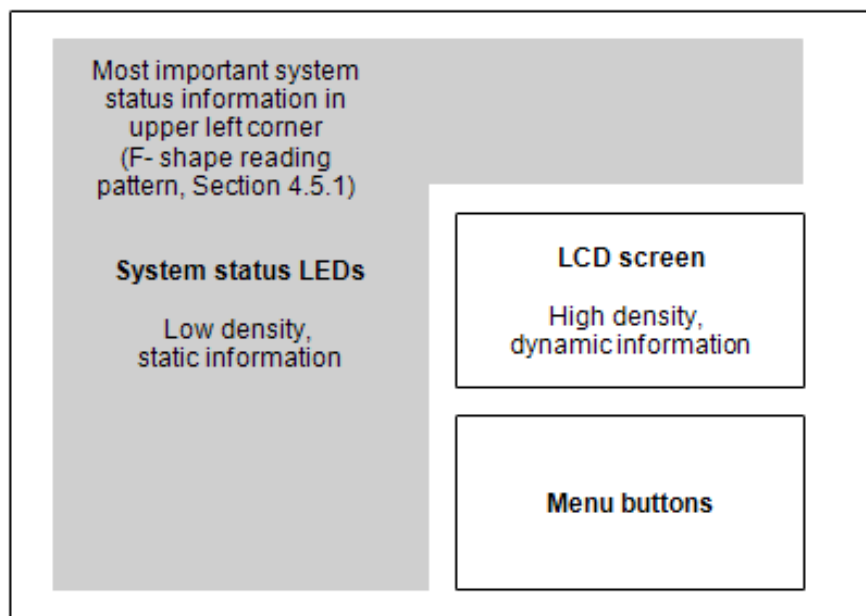 Most important system
status information in
upper left corner
(F- shape reading
pattern, Section 4.5.1)
System status LEDs
Low density,
static information
LCD screen
High density,
dynamic information
Menu buttons